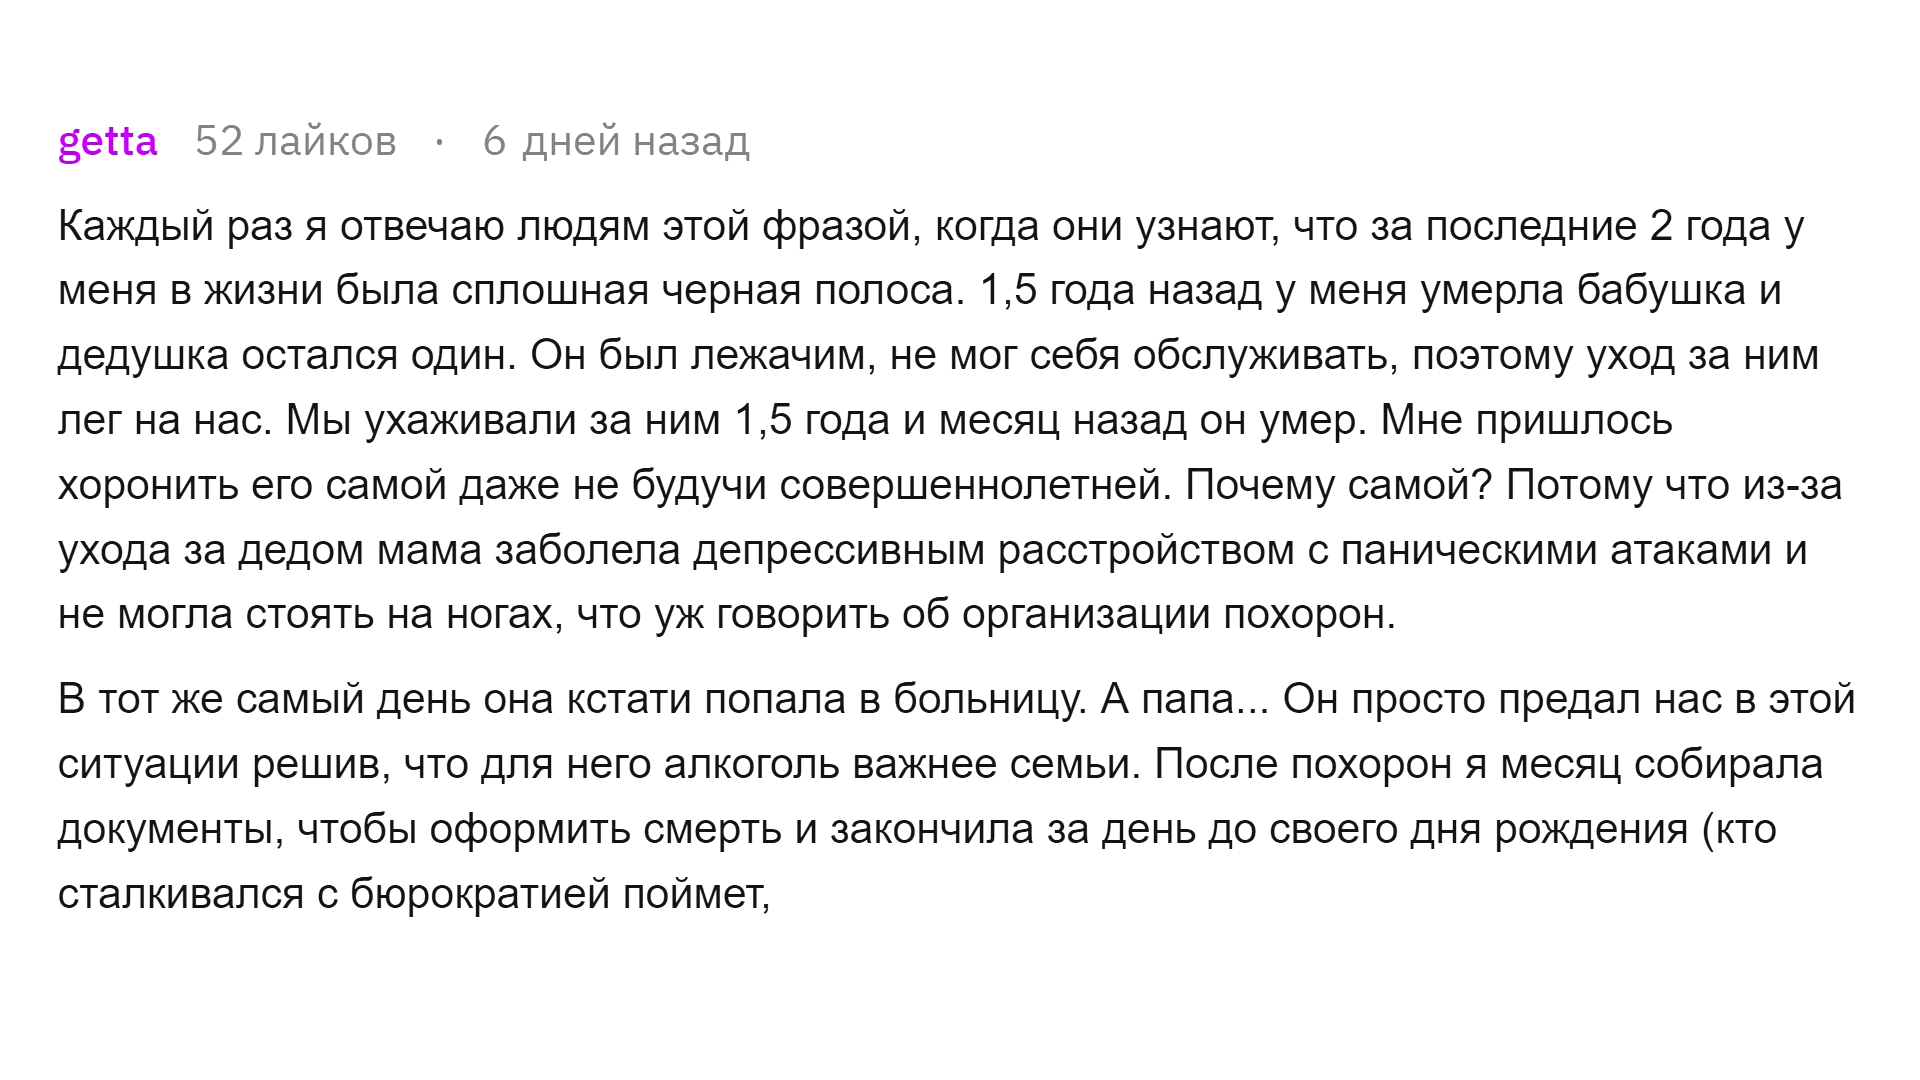 getta 52 лайков · 6 дней назад
Каждый раз я отвечаю людям этой фразой, когда они узнают, что за последние 2 года у
меня в жизни была сплошная черная полоса. 1,5 года назад у меня умерла бабушка и
дедушка остался один. Он был лежачим, не мог себя обслуживать, поэтому уход за ним
лег на нас. Мы ухаживали за ним 1,5 года и месяц назад он умер. Мне пришлось
хоронить его самой даже не будучи совершеннолетней. Почему самой? Потому что из-за
ухода за дедом мама заболела депрессивным расстройством с паническими атаками и
не могла стоять на ногах, что уж говорить об организации похорон.
В тот же самый день она кстати попала в больницу. А папа... Он просто предал нас в этой
ситуации решив, что для него алкоголь важнее семьи. После похорон я месяц собирала
документы, чтобы оформить смерть и закончила за день до своего дня рождения (кто
сталкивался с бюрократией поймет,